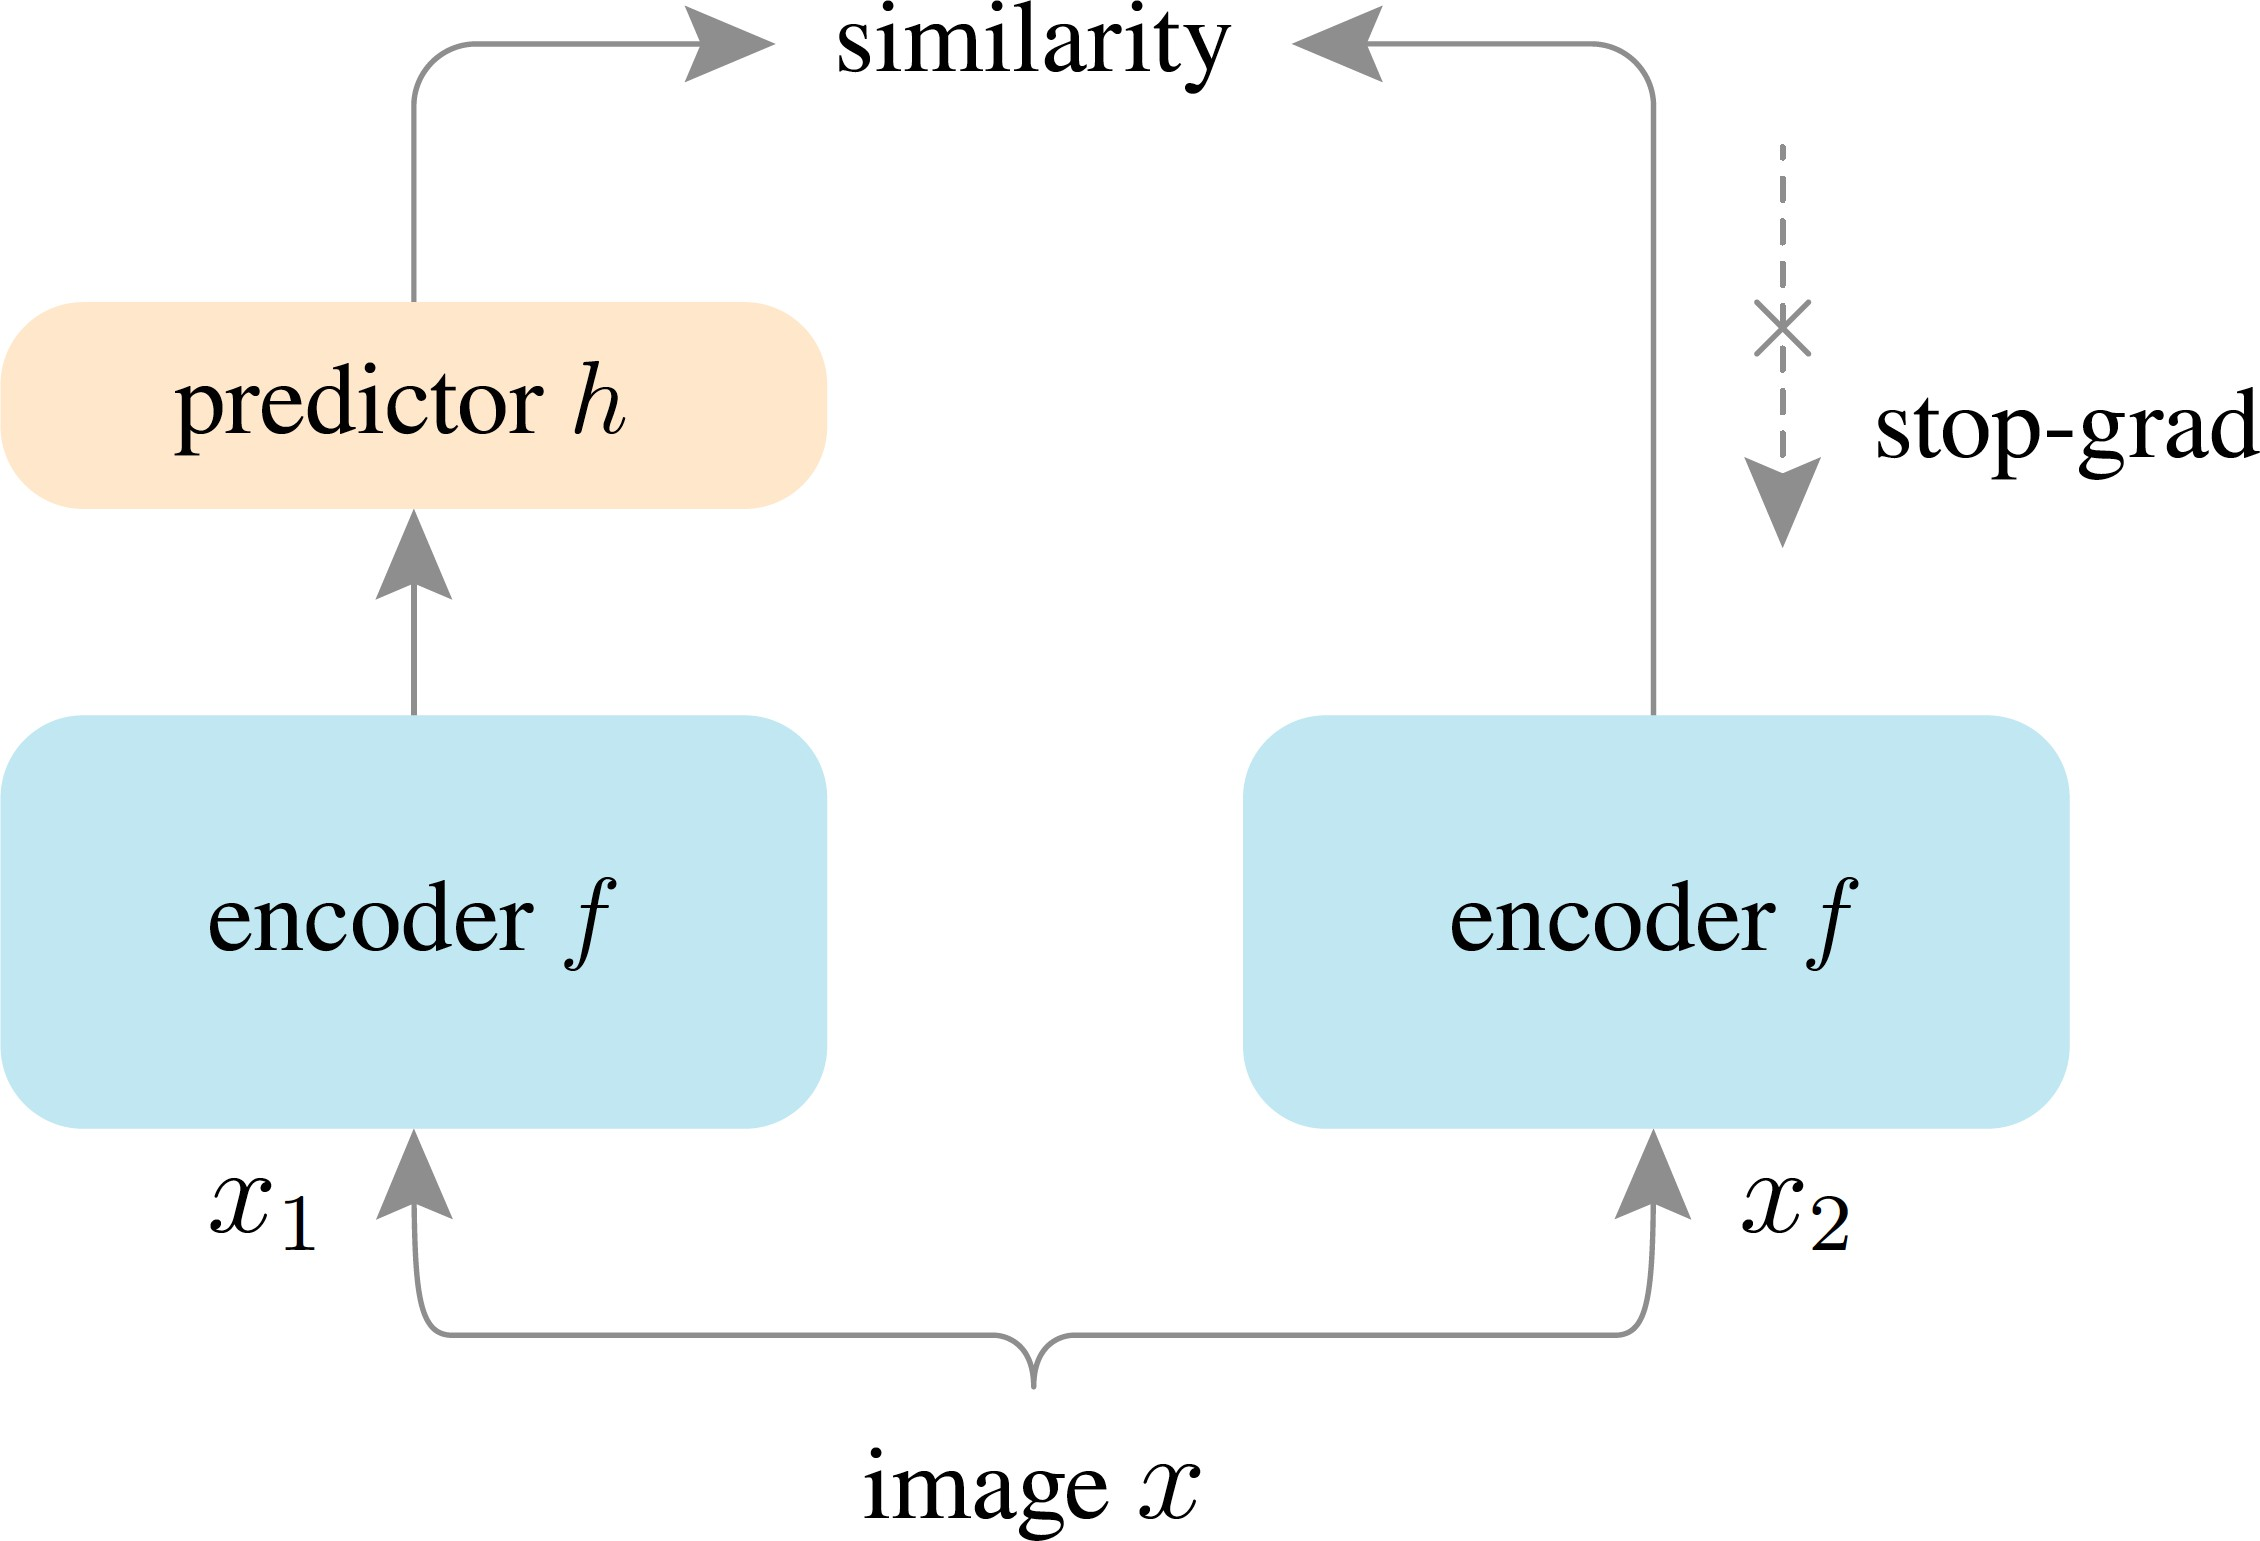 similarity
predictor h
stop-grad
encoder f
encoder f
x1
x2
image x